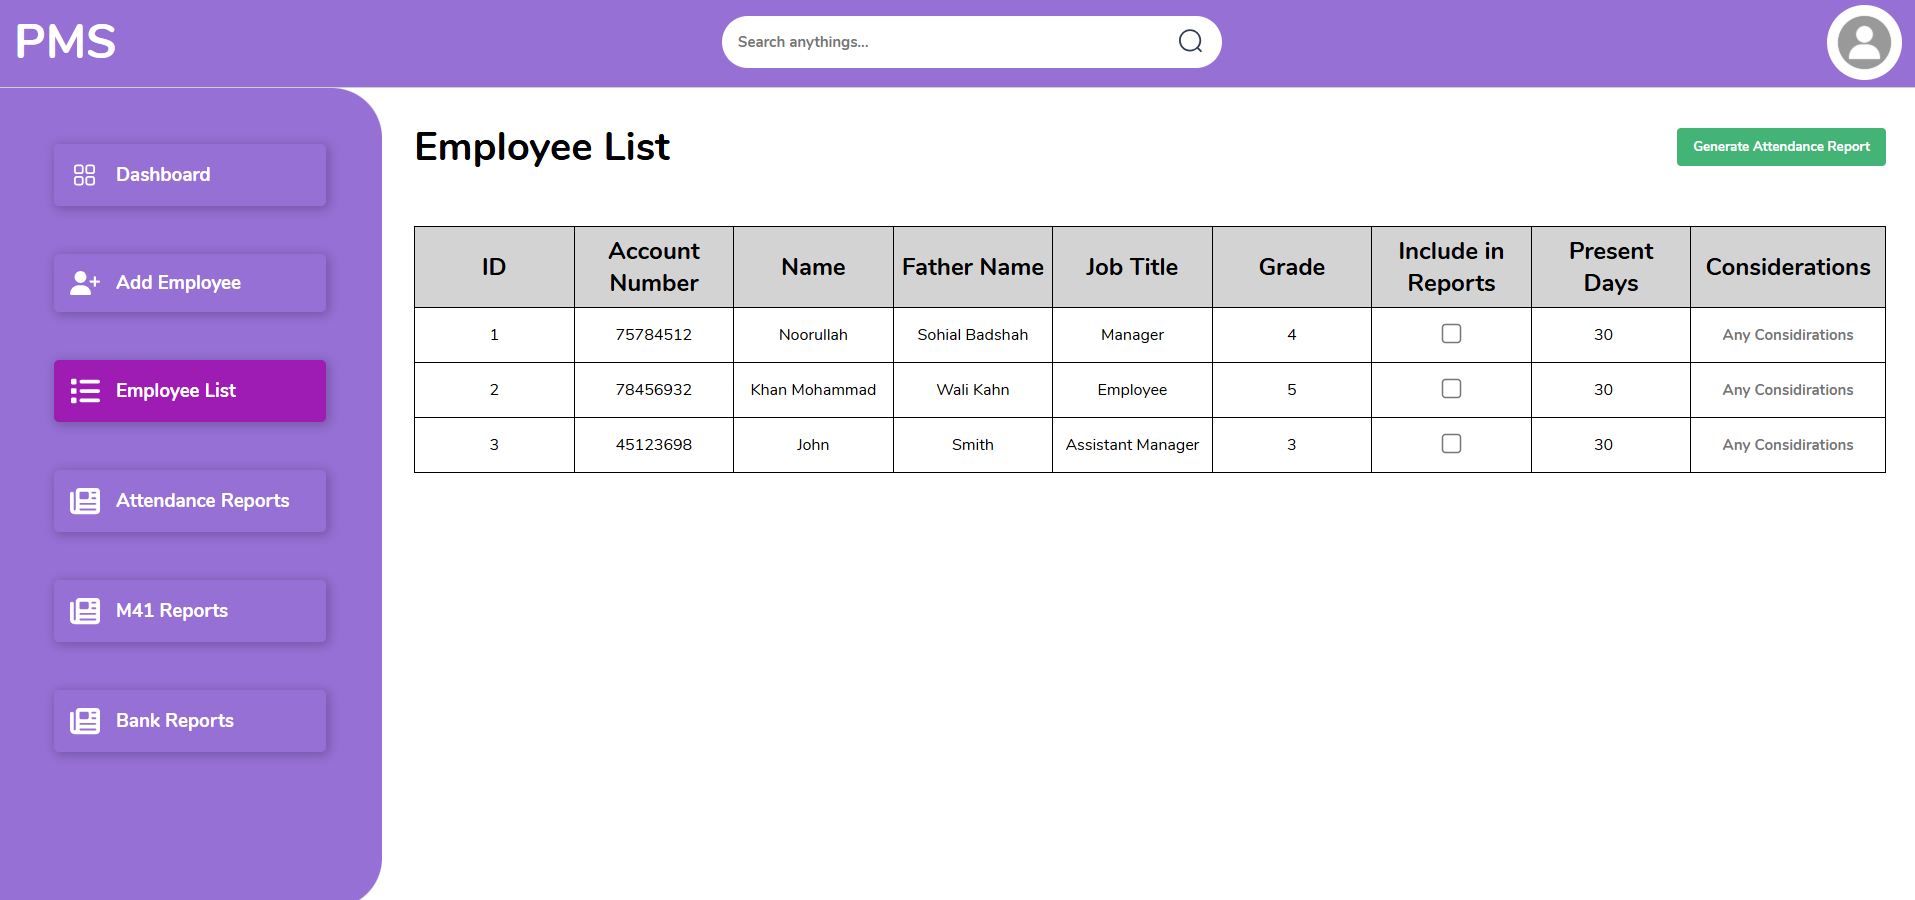 PMS
Search anythings...
Dashboard
Add Employee
Employee List
Attendance Reports
M41 Reports
Bank Reports
Employee List
Generate Attendance Report
ID Account Number Name Father Name Job Title Grade Include in Reports Present Days Considerations
1 75784512 Noorullah Sohial Badshah Manager 4 30 Any Considirations
2 78456932 Khan Mohammad Wali Kahn Employee 5 30 Any Considirations
3 45123698 John Smith Assistant Manager 3 30 Any Considirations